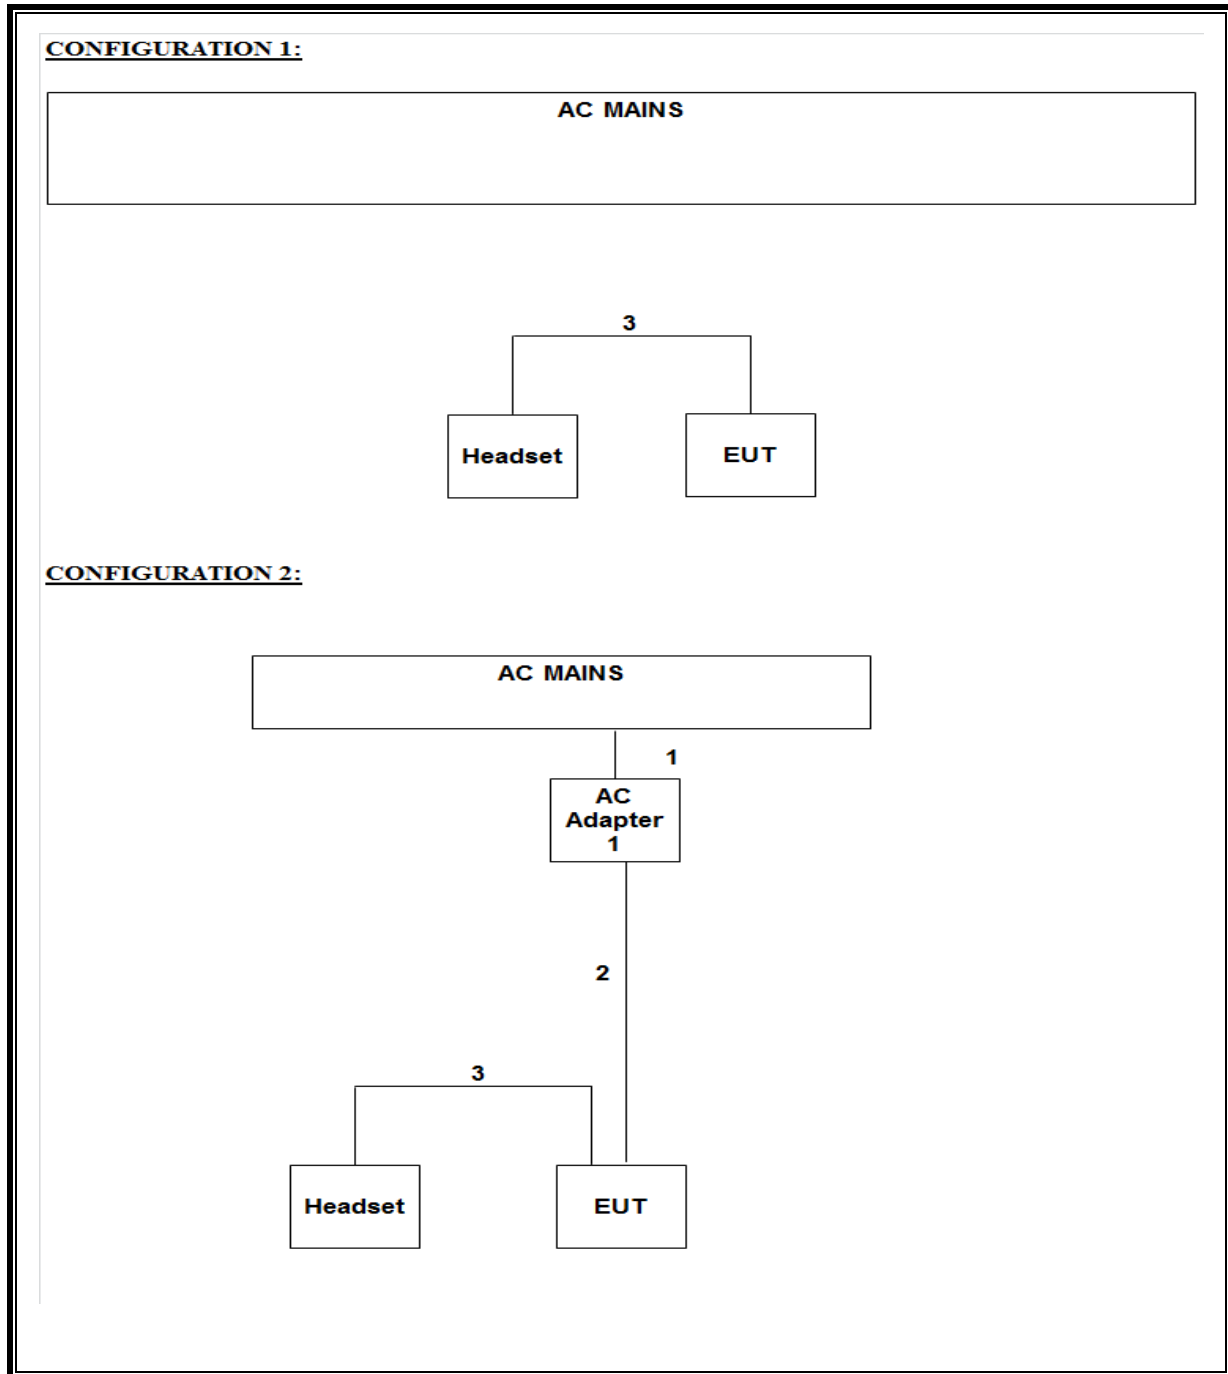 CONFIGURATION 1:
AC MAINS
3
Headset
EUT
CONFIGURATION 2:
AC MAINS
1
AC
Adapter
1
2
3
Headset
EUT